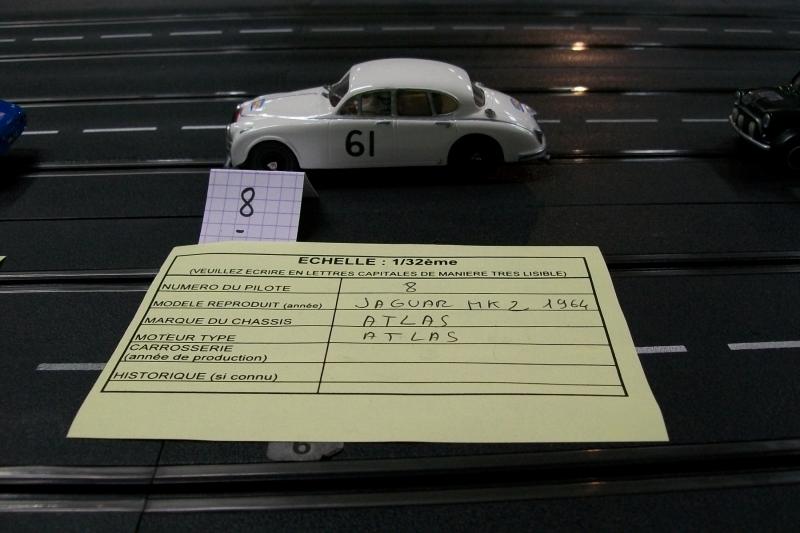 61
8
ECHELLE : 1/32ème
(VEUILLEZ ECRIRE EN LETTRES CAPITALES DE MANIERE TRES LISIBLE)
NUMERO DU PILOTE 8
MODELE REPRODUIT (année) JAGUAR MK2 1964
MARQUE DU CHASSIS ATLAS
MOTEUR TYPE ATLAS
CARROSSERIE
(année de production)
HISTORIQUE (si connu)
6